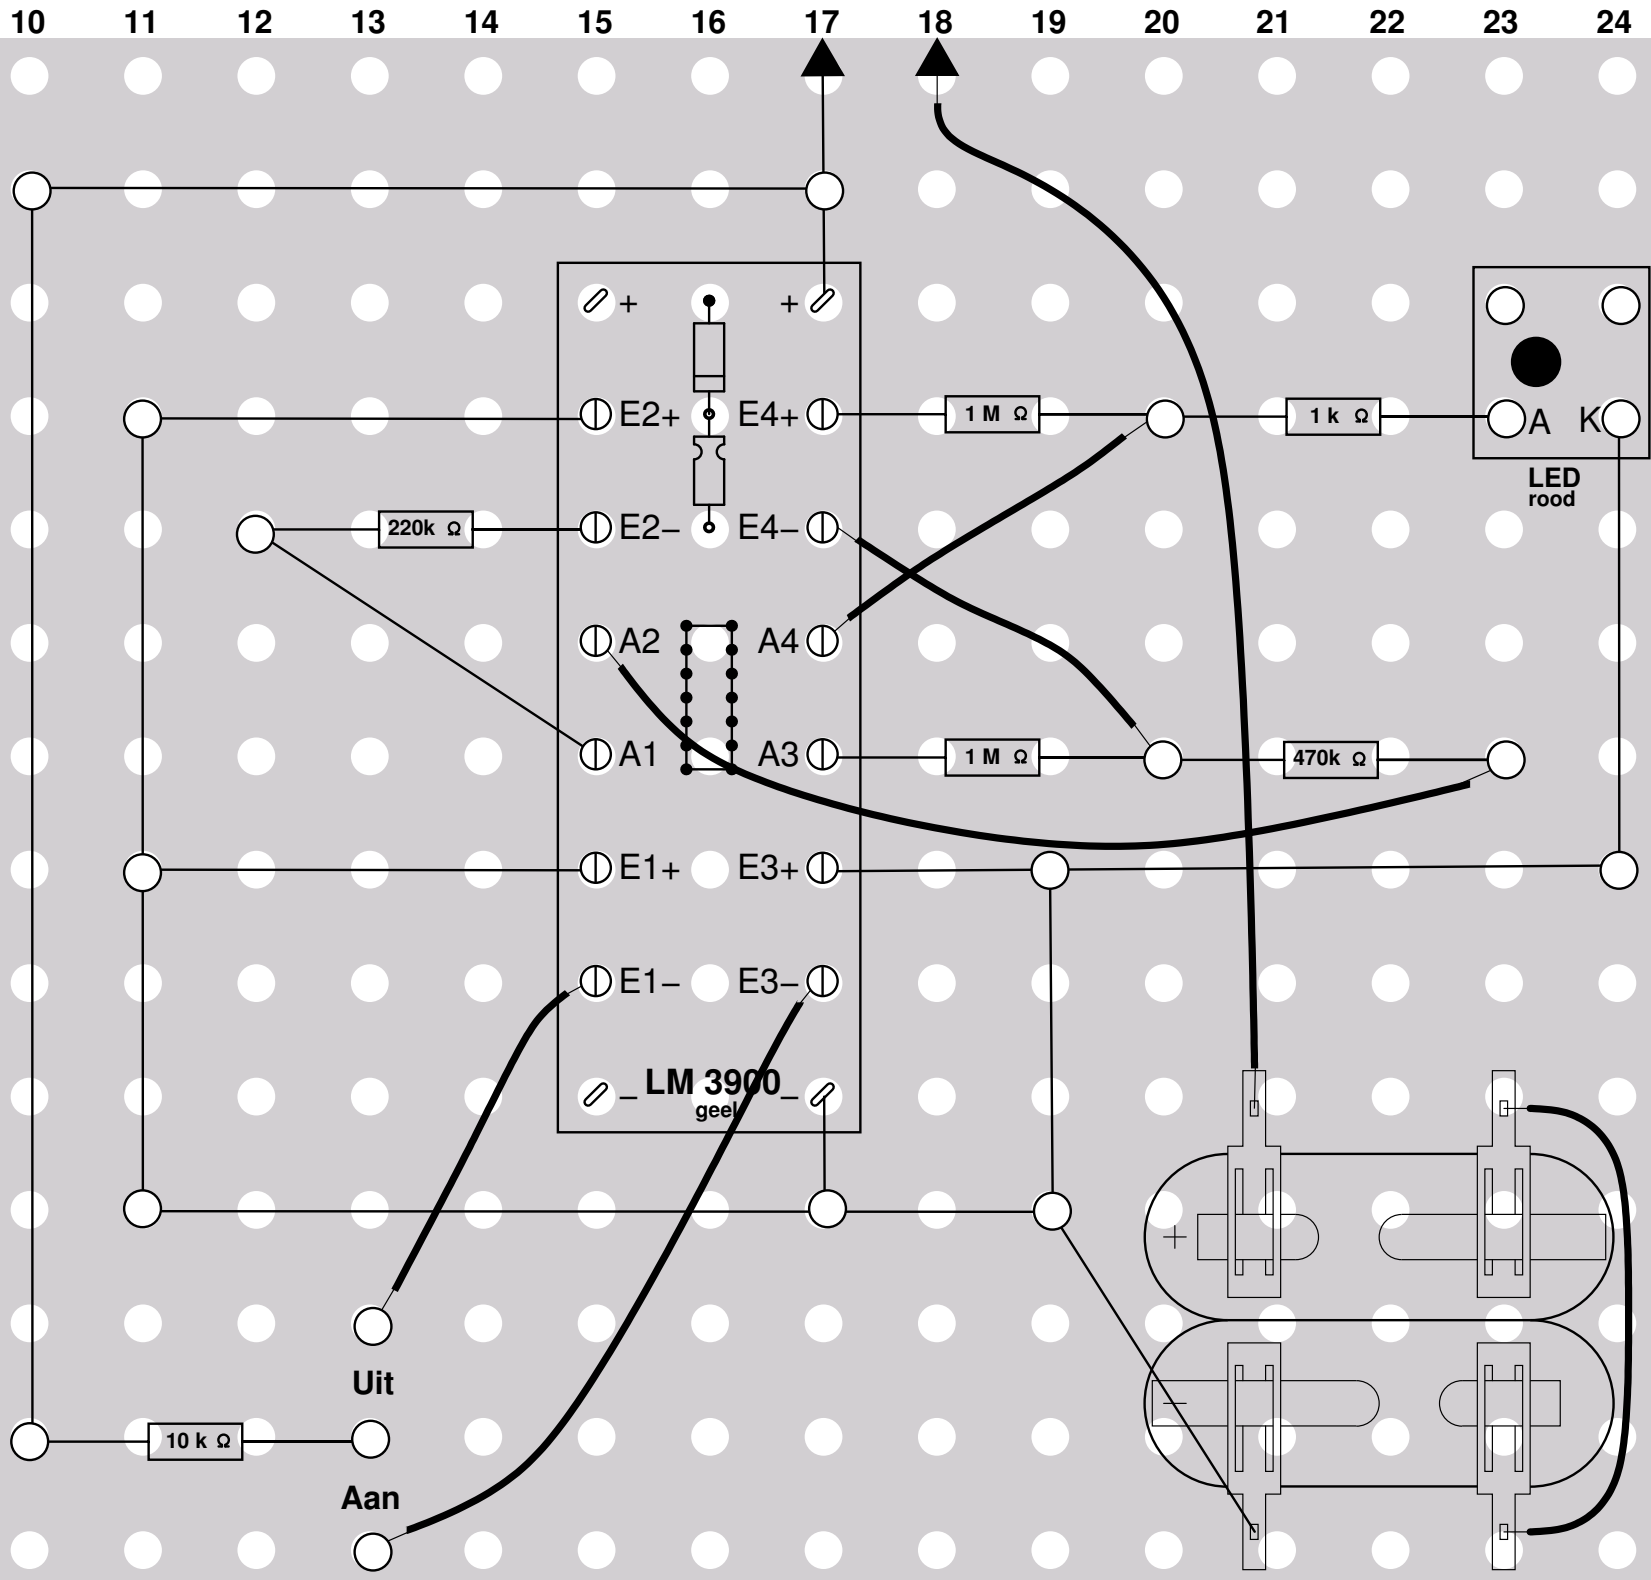 10 11 12 13 14 15 16 17 18 19 20 21 22 23 24
+ +
E2+ E4+ 1 M Ω 1 k Ω A K
LED
rood
220k Ω E2– E4–
A2 A4
A1 A3 1 M Ω 470k Ω
E1+ E3+
E1– E3–
– LM 3900 –
geel
+
Uit
–
10 k Ω
Aan